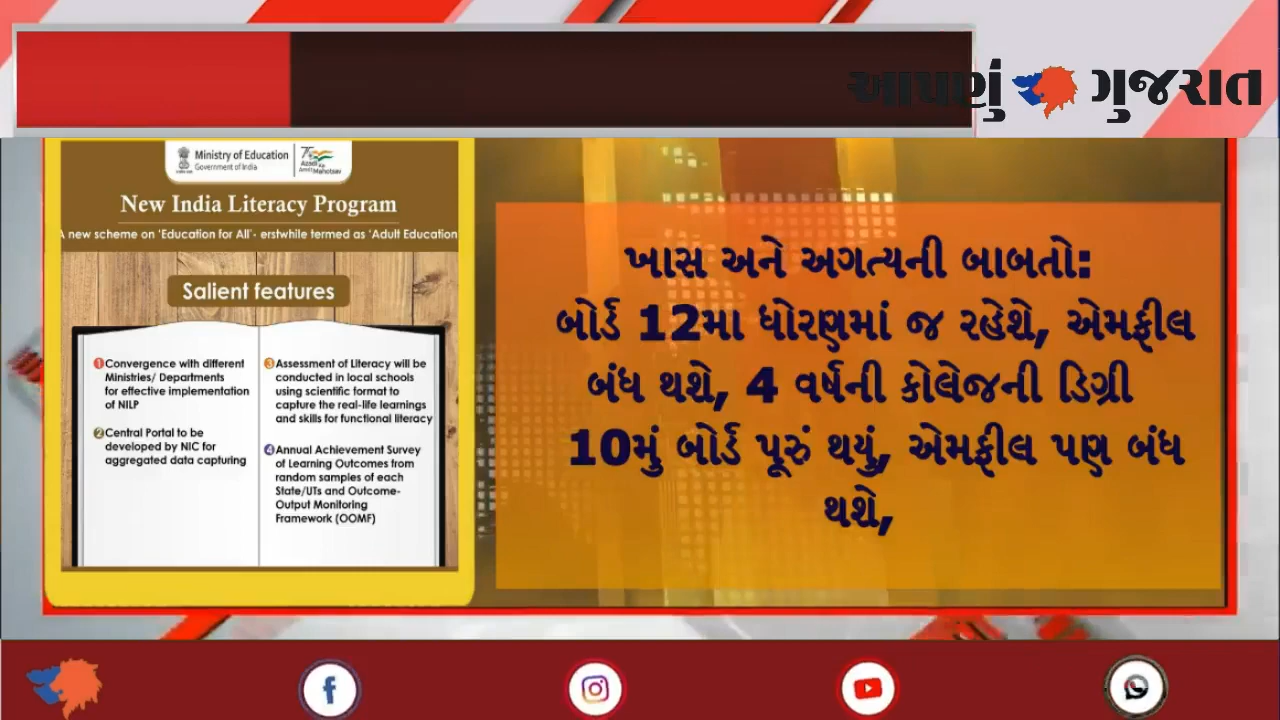 આપણું ગુજરાત
Ministry of Education
Government of India
Azadi Ka
Amrit Mahotsav
New India Literacy Program
A new scheme on 'Education for All'- erstwhile termed as 'Adult Education
Salient features
1 Convergence with different
Ministries/ Departments
for effective implementation
of NILP
2 Central Portal to be
developed by NIC for
aggregated data capturing
3 Assessment of Literacy will be
conducted in local schools
using scientific format to
capture the real-life learnings
and skills for functional literacy
4 Annual Achievement Survey
of Learning Outcomes from
random samples of each
State/UTs and Outcome-
Output Monitoring
Framework (OOMF)
ખાસ અને અગત્યની બાબતો:
બોર્ડ 12મા ધોરણમાં જ રહેશે, એમફીલ
બંધ થશે, 4 વર્ષની કોલેજની ડિગ્રી
10મું બોર્ડ પૂરું થયું, એમફીલ પણ બંધ
થશે,